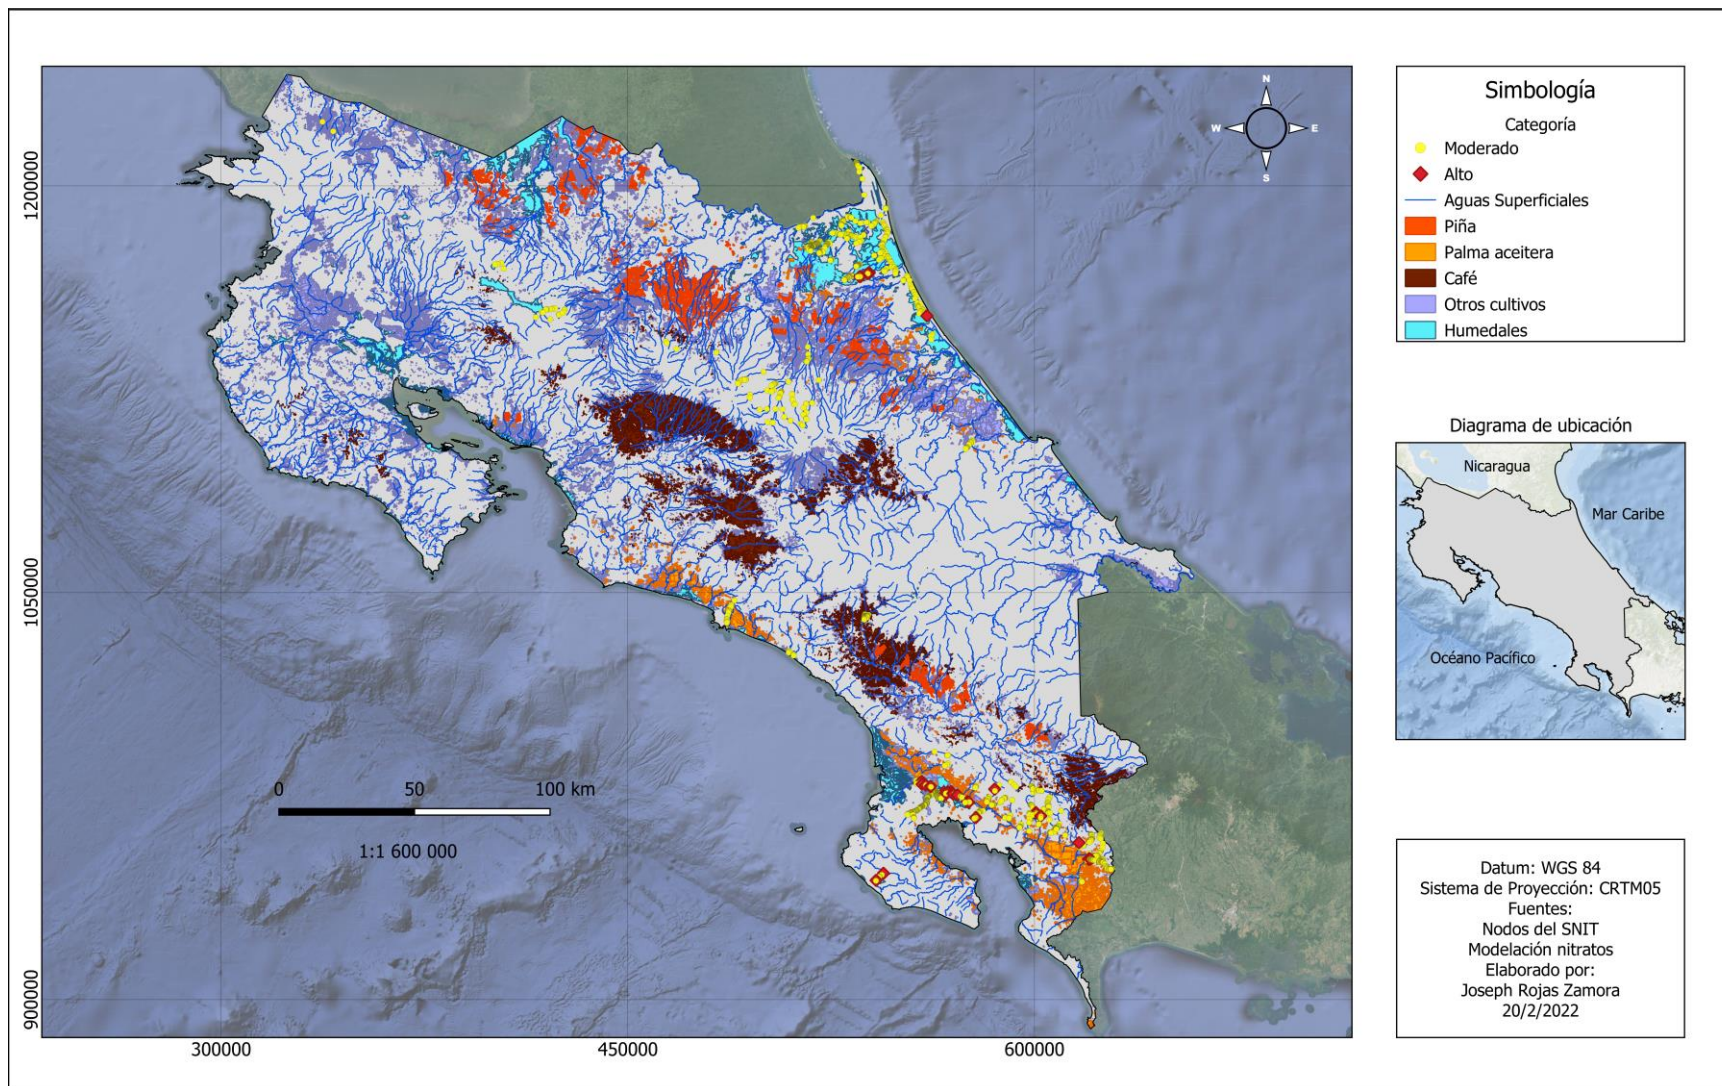 N
W
E
S
1200000
1050000
900000
300000
450000
600000
0
50
100 km
1:1 600 000
Simbología
Categoría
Moderado
Alto
Aguas Superficiales
Piña
Palma aceitera
Café
Otros cultivos
Humedales
Diagrama de ubicación
Nicaragua
Mar Caribe
Océano Pacífico
Datum: WGS 84
Sistema de Proyección: CRTM05
Fuentes:
Nodos del SNIT
Modelación nitratos
Elaborado por:
Joseph Rojas Zamora
20/2/2022